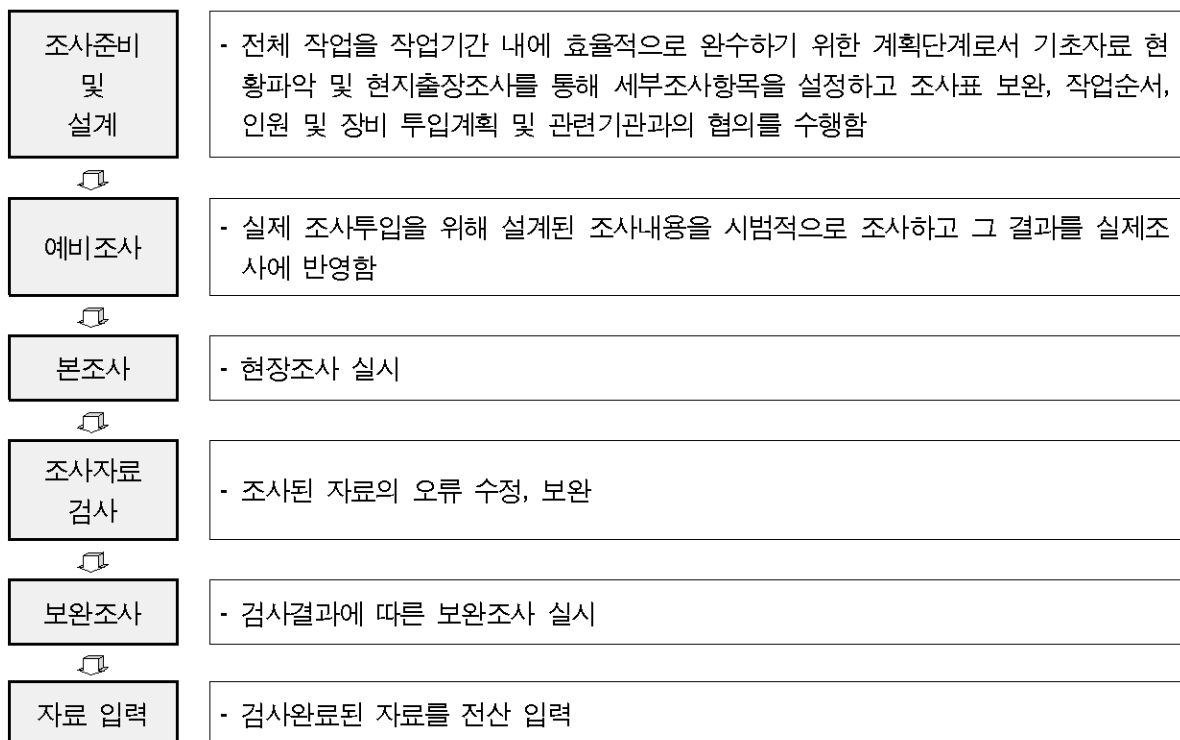 조사준비
및
설계
- 전체 작업을 작업기간 내에 효율적으로 완수하기 위한 계획단계로서 기초자료 현
황파악 및 현지출장조사를 통해 세부조사항목을 설정하고 조사표 보완, 작업순서,
인원 및 장비 투입계획 및 관련기관과의 협의를 수행함
예비조사
- 실제 조사투입을 위해 설계된 조사내용을 시범적으로 조사하고 그 결과를 실제조
사에 반영함
본조사
- 현장조사 실시
조사자료
검사
- 조사된 자료의 오류 수정, 보완
보완조사
- 검사결과에 따른 보완조사 실시
자료 입력
- 검사완료된 자료를 전산 입력